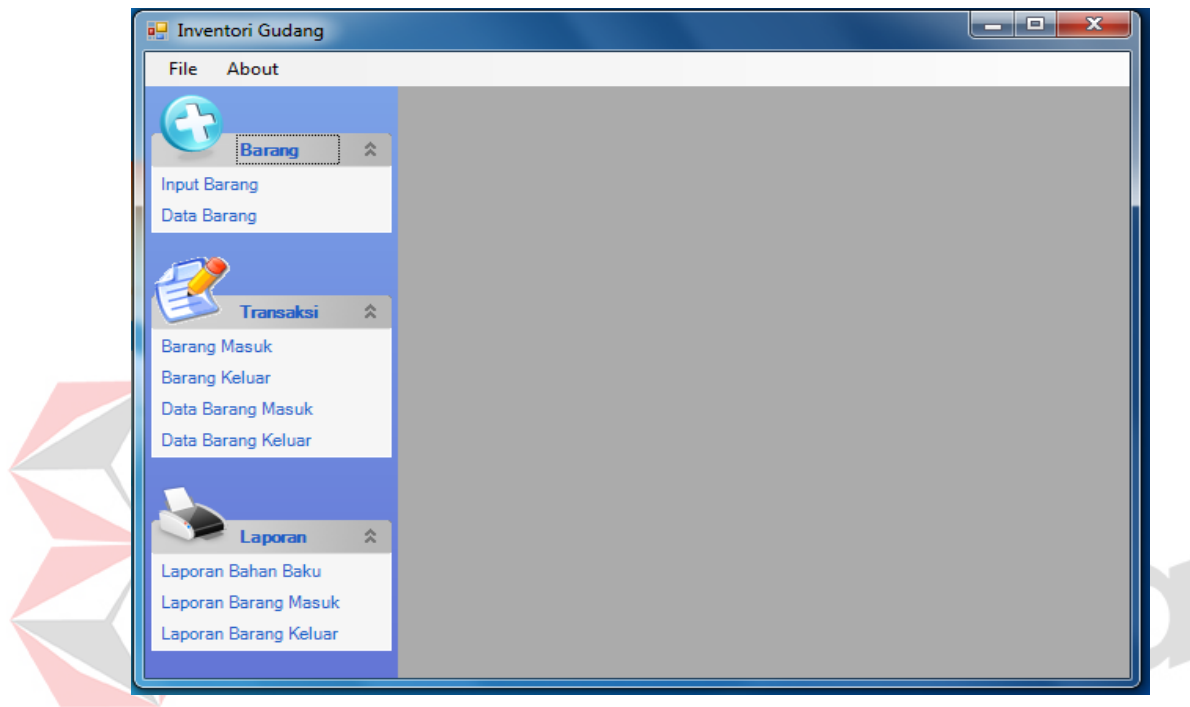 Inventori Gudang
File About
Barang
Input Barang
Data Barang
Transaksi
Barang Masuk
Barang Keluar
Data Barang Masuk
Data Barang Keluar
Laporan
Laporan Bahan Baku
Laporan Barang Masuk
Laporan Barang Keluar